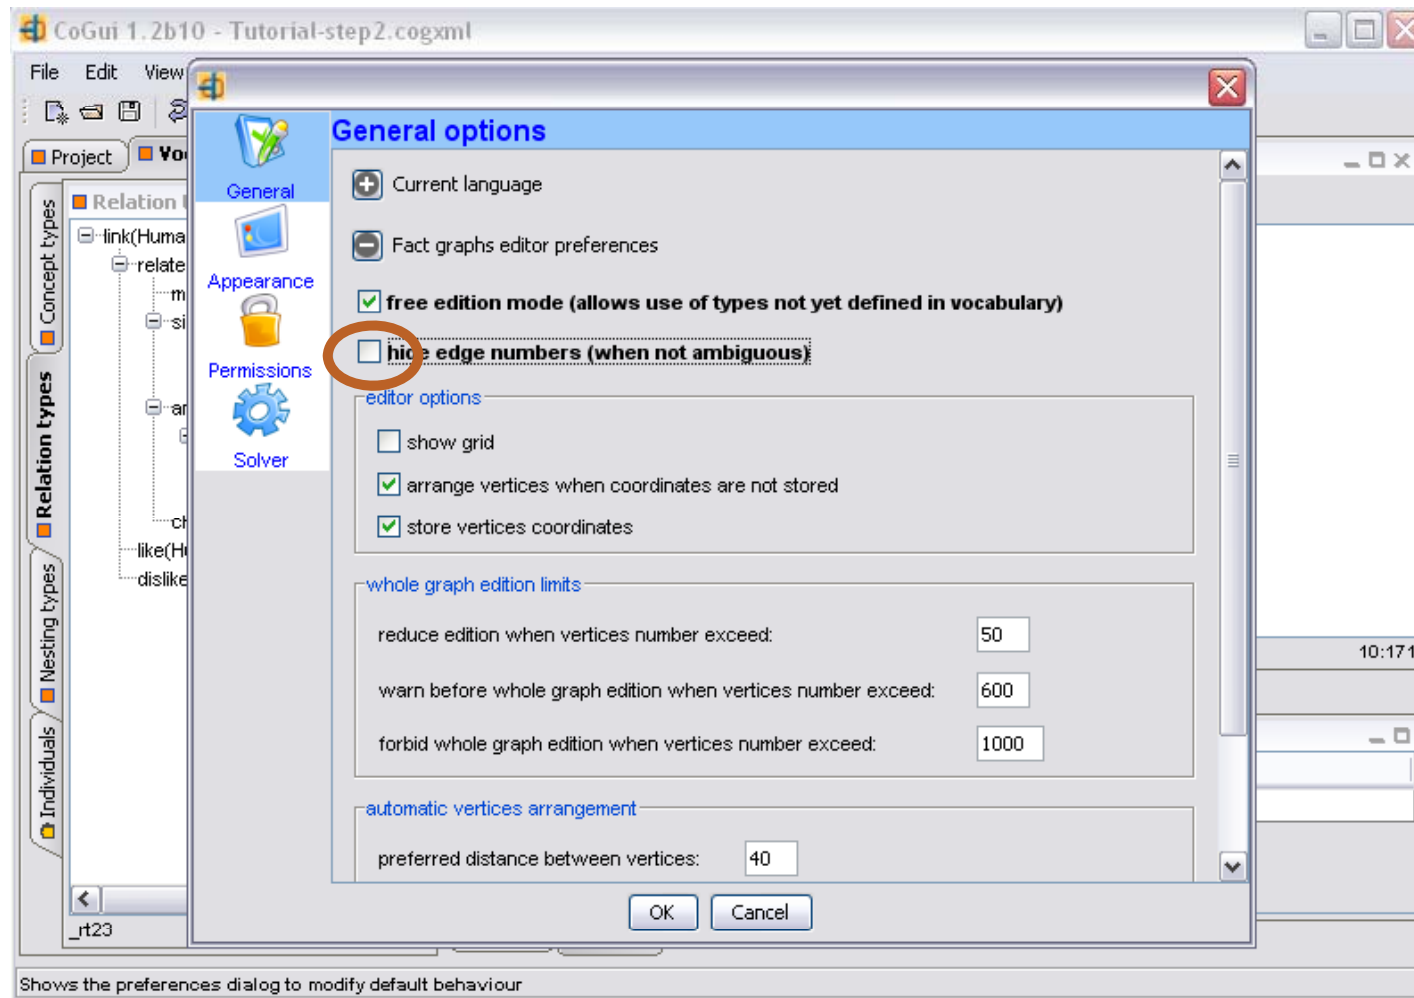 CoGui 1.2b10 - Tutorial-step2.cogxml
File Edit View
Project
General options
General
Appearance
Permissions
Solver
Current language
Fact graphs editor preferences
free edition mode (allows use of types not yet defined in vocabulary)
hide edge numbers (when not ambiguous)
editor options
show grid
arrange vertices when coordinates are not stored
store vertices coordinates
whole graph edition limits
reduce edition when vertices number exceed: 50
warn before whole graph edition when vertices number exceed: 600
forbid whole graph edition when vertices number exceed: 1000
automatic vertices arrangement
preferred distance between vertices: 40
OK Cancel
Concept types
Relation types
Nesting types
Individuals
Relation
link(Huma
relate
like(H
dislike
_rt23
10:171
Shows the preferences dialog to modify default behaviour